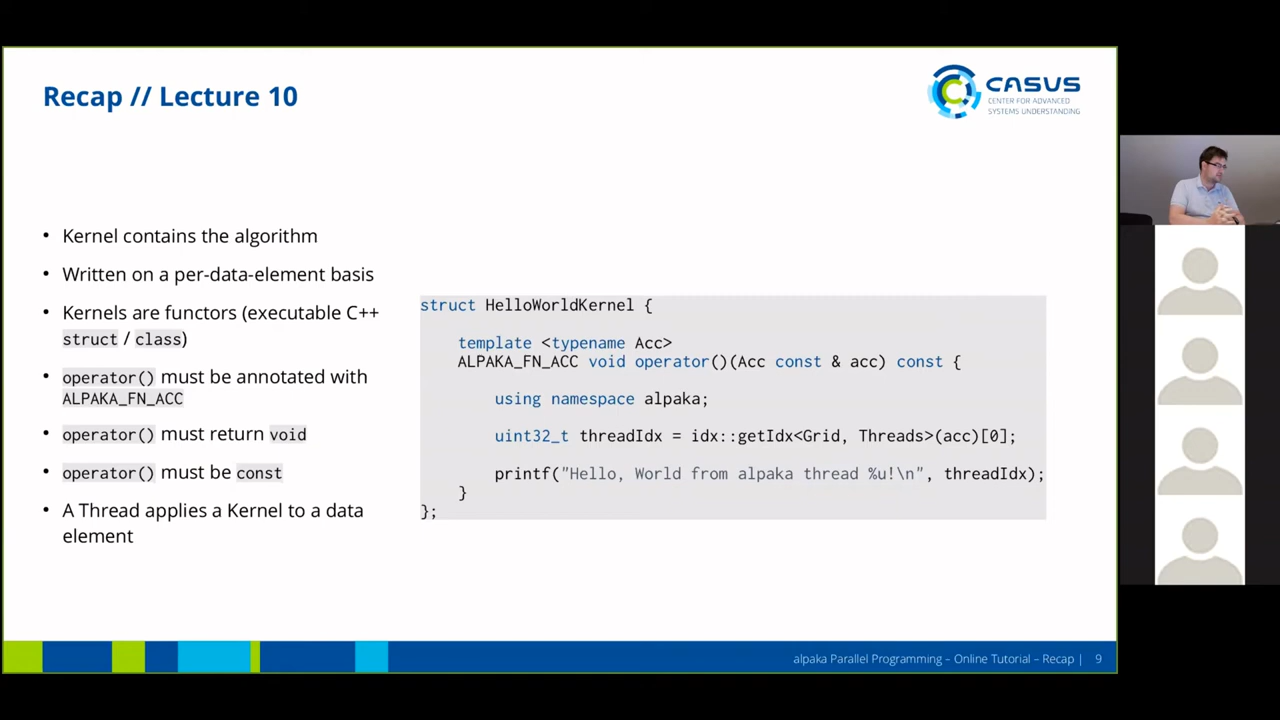 Recap // Lecture 10
CASUS
CENTER FOR ADVANCED
SYSTEMS UNDERSTANDING
• Kernel contains the algorithm
• Written on a per-data-element basis
• Kernels are functors (executable C++
struct / class)
• operator() must be annotated with
ALPAKA_FN_ACC
• operator() must return void
• operator() must be const
• A Thread applies a Kernel to a data
element
struct HelloWorldKernel {
template <typename Acc>
ALPAKA_FN_ACC void operator()(Acc const & acc) const {
using namespace alpaka;
uint32_t threadIdx = idx::getIdx<Grid, Threads>(acc)[0];
printf("Hello, World from alpaka thread %u!\n", threadIdx);
}
};
alpaka Parallel Programming – Online Tutorial – Recap | 9